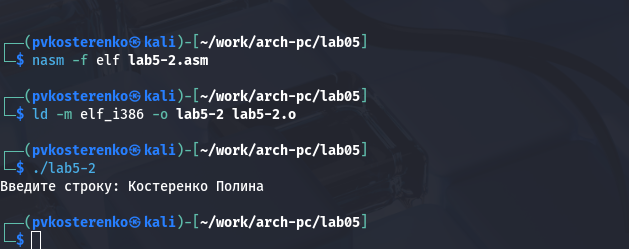 ┌──(pvkosterenko㉿kali)-[~/work/arch-pc/lab05]
└─$ nasm -f elf lab5-2.asm
┌──(pvkosterenko㉿kali)-[~/work/arch-pc/lab05]
└─$ ld -m elf_i386 -o lab5-2 lab5-2.o
┌──(pvkosterenko㉿kali)-[~/work/arch-pc/lab05]
└─$ ./lab5-2
Введите строку: Костеренко Полина
┌──(pvkosterenko㉿kali)-[~/work/arch-pc/lab05]
└─$